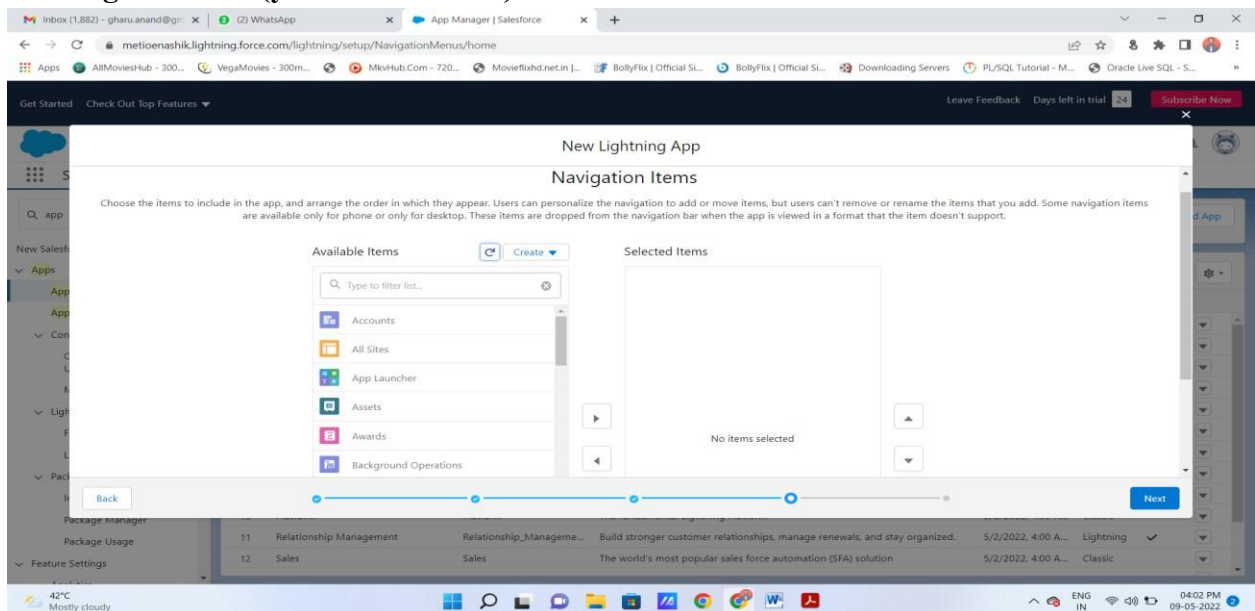 Inbox (1,882) - gharu.anand@gm
(2) WhatsApp
App Manager | Salesforce
metioenashik.lightning.force.com/lightning/setup/NavigationMenus/home
Apps
AllMoviesHub - 300...
VegaMovies - 300m...
MkvHub.Com - 720...
Movieflixhd.net.in |...
BollyFlix | Official Si...
BollyFlix | Official Si...
Downloading Servers
PL/SQL Tutorial - M...
Oracle Live SQL - S...
Get Started Check Out Top Features
Leave Feedback Days left in trial 24 Subscribe Now
New Lightning App
Navigation Items
Choose the items to include in the app, and arrange the order in which they appear. Users can personalize the navigation to add or move items, but users can't remove or rename the items that you add. Some navigation items
are available only for phone or only for desktop. These items are dropped from the navigation bar when the app is viewed in a format that the item doesn't support.
app
d App
New Salesf
Apps
App
App
Con
Ligh
Pack
Package Manager
Package Usage
Feature Settings
Available Items
Create
Selected Items
Type to filter list...
Accounts
All Sites
App Launcher
Assets
Awards
Background Operations
No items selected
Back
Next
11 Relationship Management Relationship_Manageme... Build stronger customer relationships, manage renewals, and stay organized. 5/2/2022, 4:00 A... Lightning
12 Sales Sales The world's most popular sales force automation (SFA) solution 5/2/2022, 4:00 A... Classic
42°C
Mostly cloudy
ENG
IN
04:02 PM
09-05-2022
2